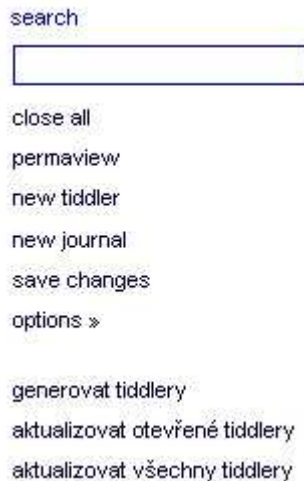 search
close all
permaview
new tiddler
new journal
save changes
options »
generovat tiddlery
aktualizovat otevřené tiddlery
aktualizovat všechny tiddlery